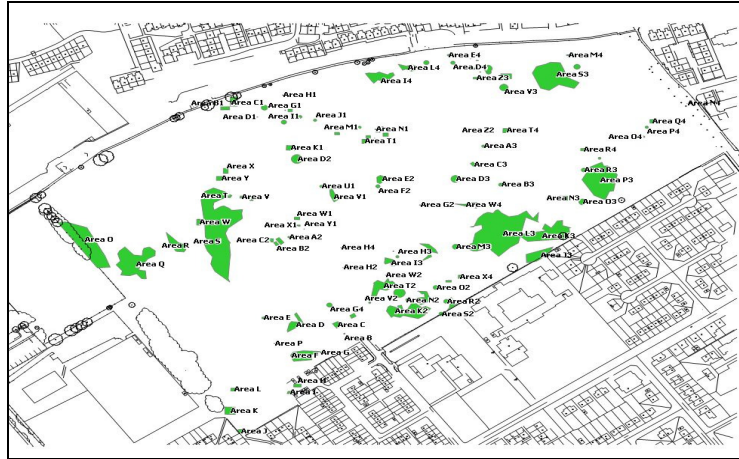 Area E4
Area M4
Area L4
Area D4
Area S3
Area I4
Area Z3
Area V3
Area H1
Area B1
Area C1
Area G1
Area N4
Area D1
Area I1
Area J1
Area Q4
Area M1
Area N1
Area Z2
Area T4
Area P4
Area O4
Area T1
Area K1
Area A3
Area R4
Area D2
Area C3
Area X
Area R3
Area Y
Area E2
Area D3
Area P3
Area U1
Area B3
Area F2
Area T
Area V
Area V1
Area N3
Area O3
Area G2
Area W4
Area W1
Area W
Area X1
Area Y1
Area L3
Area K3
Area O
Area S
Area R
Area C2
Area A2
Area B2
Area H4
Area M3
Area H3
Area J3
Area Q
Area I3
Area H2
Area W2
Area X4
Area T2
Area O2
Area V2
Area N2
Area R2
Area G4
Area K2
Area S2
Area E
Area D
Area C
Area B
Area P
Area F
Area G
Area H
Area L
Area I
Area K
Area J